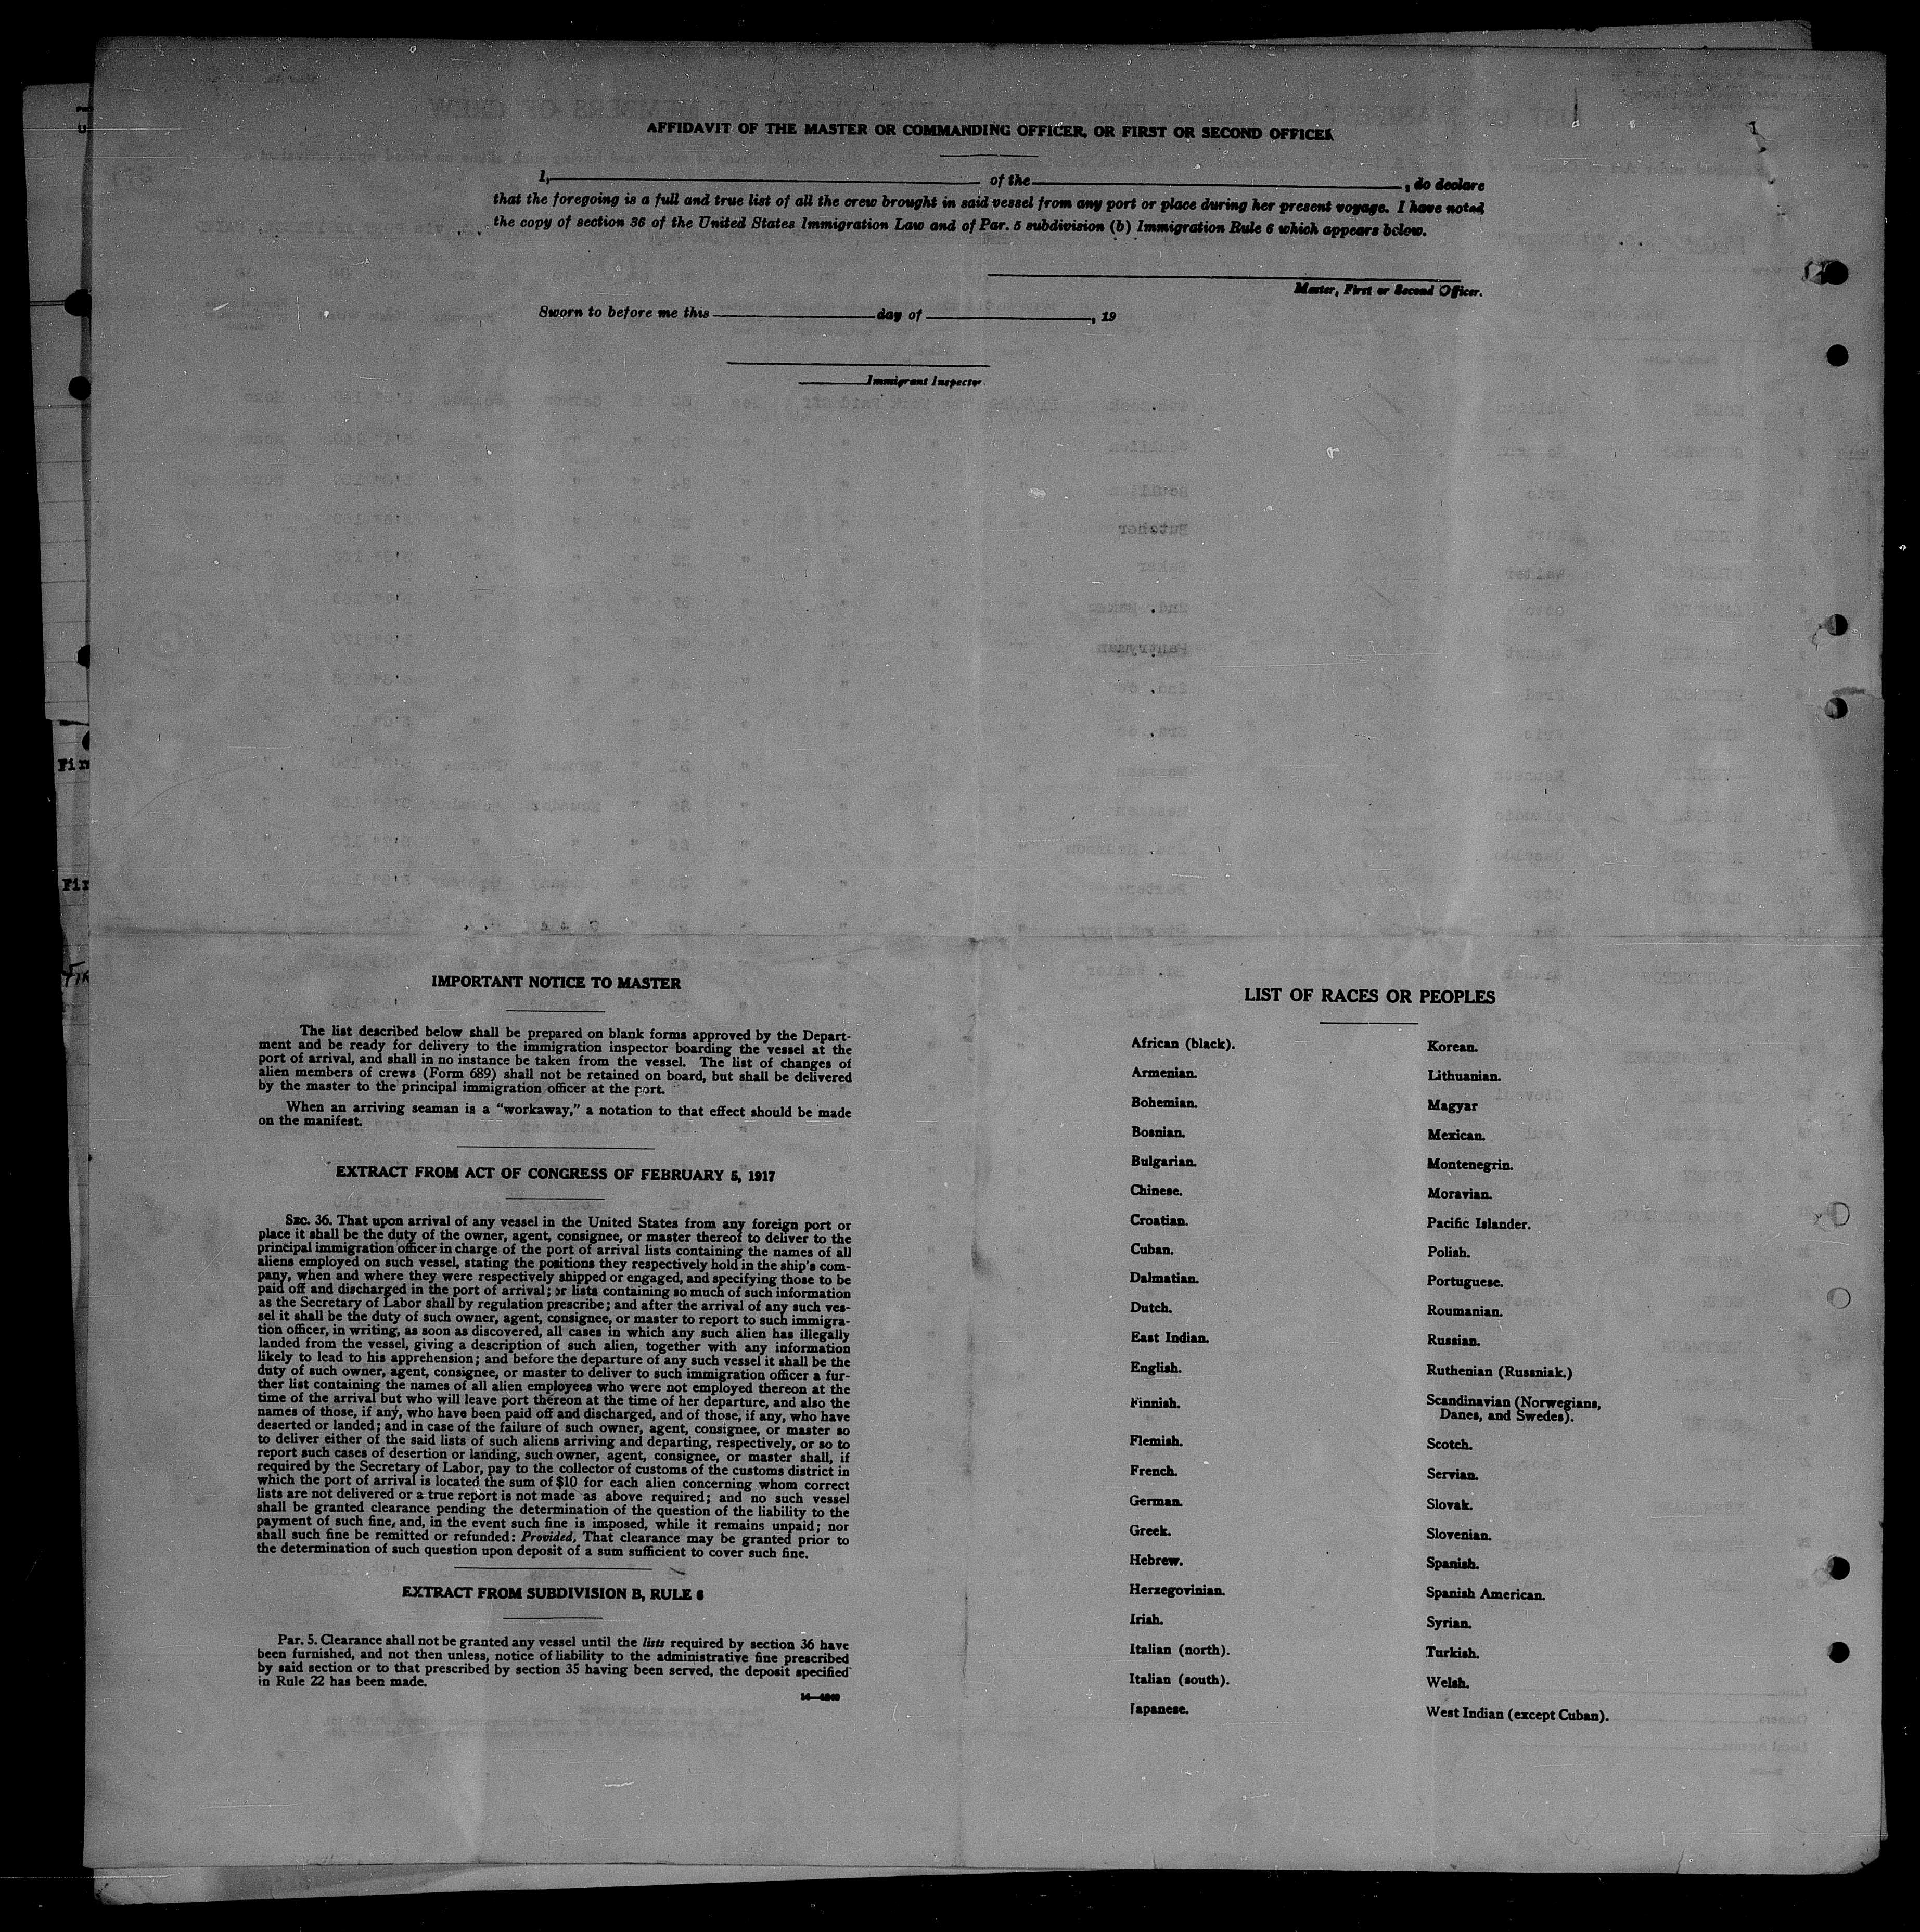 AFFIDAVIT OF THE MASTER OR COMMANDING OFFICER, OR FIRST OR SECOND OFFICER
I, of the , do declare
that the foregoing is a full and true list of all the crew brought in said vessel from any port or place during her present voyage. I have noted
the copy of section 36 of the United States Immigration Law and of Par. 5 subdivision (b) Immigration Rule 6 which appears below.
Master, First or Second Officer.
Sworn to before me this day of , 19
Immigrant Inspector
IMPORTANT NOTICE TO MASTER
The list described below shall be prepared on blank forms approved by the Depart-
ment and be ready for delivery to the immigration inspector boarding the vessel at the
port of arrival, and shall in no instance be taken from the vessel. The list of changes of
alien members of crews (Form 689) shall not be retained on board, but shall be delivered
by the master to the principal immigration officer at the port.
When an arriving seaman is a "workaway," a notation to that effect should be made
on the manifest.
EXTRACT FROM ACT OF CONGRESS OF FEBRUARY 5, 1917
SEC. 36. That upon arrival of any vessel in the United States from any foreign port or
place it shall be the duty of the owner, agent, consignee, or master thereof to deliver to the
principal immigration officer in charge of the port of arrival lists containing the names of all
aliens employed on such vessel, stating the positions they respectively hold in the ship's com-
pany, when and where they were respectively shipped or engaged, and specifying those to be
paid off and discharged in the port of arrival; or lists containing so much of such information
as the Secretary of Labor shall by regulation prescribe; and after the arrival of any such ves-
sel it shall be the duty of such owner, agent, consignee, or master to report to such immigra-
tion officer, in writing, as soon as discovered, all cases in which any such alien has illegally
landed from the vessel, giving a description of such alien, together with any information
likely to lead to his apprehension; and before the departure of any such vessel it shall be the
duty of such owner, agent, consignee, or master to deliver to such immigration officer a fur-
ther list containing the names of all alien employees who were not employed thereon at the
time of the arrival but who will leave port thereon at the time of her departure, and also the
names of those, if any, who have been paid off and discharged, and of those, if any, who have
deserted or landed; and in case of the failure of such owner, agent, consignee, or master so
to deliver either of the said lists of such aliens arriving and departing, respectively, or so to
report such cases of desertion or landing, such owner, agent, consignee, or master shall, if
required by the Secretary of Labor, pay to the collector of customs of the customs district in
which the port of arrival is located the sum of $10 for each alien concerning whom correct
lists are not delivered or a true report is not made as above required; and no such vessel
shall be granted clearance pending the determination of the question of the liability to the
payment of such fine, and, in the event such fine is imposed, while it remains unpaid; nor
shall such fine be remitted or refunded: Provided, That clearance may be granted prior to
the determination of such question upon deposit of a sum sufficient to cover such fine.
EXTRACT FROM SUBDIVISION B, RULE 6
Par. 5. Clearance shall not be granted any vessel until the lists required by section 36 have
been furnished, and not then unless, notice of liability to the administrative fine prescribed
by said section or to that prescribed by section 35 having been served, the deposit specified
in Rule 22 has been made.
LIST OF RACES OR PEOPLES
African (black).
Armenian.
Bohemian.
Bosnian.
Bulgarian.
Chinese.
Croatian.
Cuban.
Dalmatian.
Dutch.
East Indian.
English.
Finnish.
Flemish.
French.
German.
Greek.
Hebrew.
Herzegovinian.
Irish.
Italian (north).
Italian (south).
Japanese.
Korean.
Lithuanian.
Magyar
Mexican.
Montenegrin.
Moravian.
Pacific Islander.
Polish.
Portuguese.
Roumanian.
Russian.
Ruthenian (Russniak.)
Scandinavian (Norwegians,
Danes, and Swedes).
Scotch.
Servian.
Slovak.
Slovenian.
Spanish.
Spanish American.
Syrian.
Turkish.
Welsh.
West Indian (except Cuban).